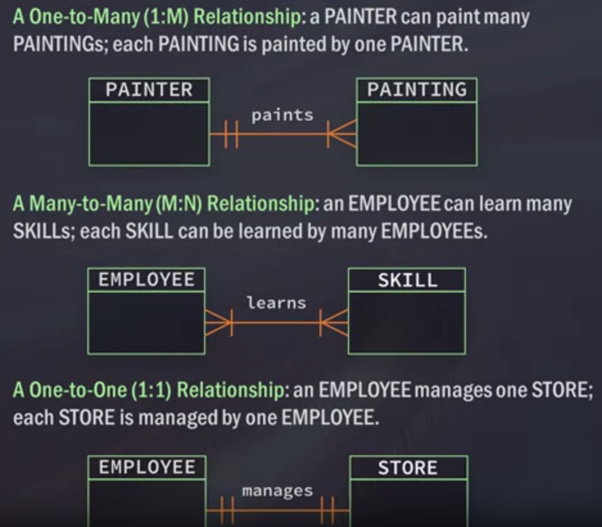 A One-to-Many (1:M) Relationship: a PAINTER can paint many
PAINTINGs; each PAINTING is painted by one PAINTER.
PAINTER
paints
PAINTING
A Many-to-Many (M:N) Relationship: an EMPLOYEE can learn many
SKILLs; each SKILL can be learned by many EMPLOYEEs.
EMPLOYEE
learns
SKILL
A One-to-One (1:1) Relationship: an EMPLOYEE manages one STORE;
each STORE is managed by one EMPLOYEE.
EMPLOYEE
manages
STORE